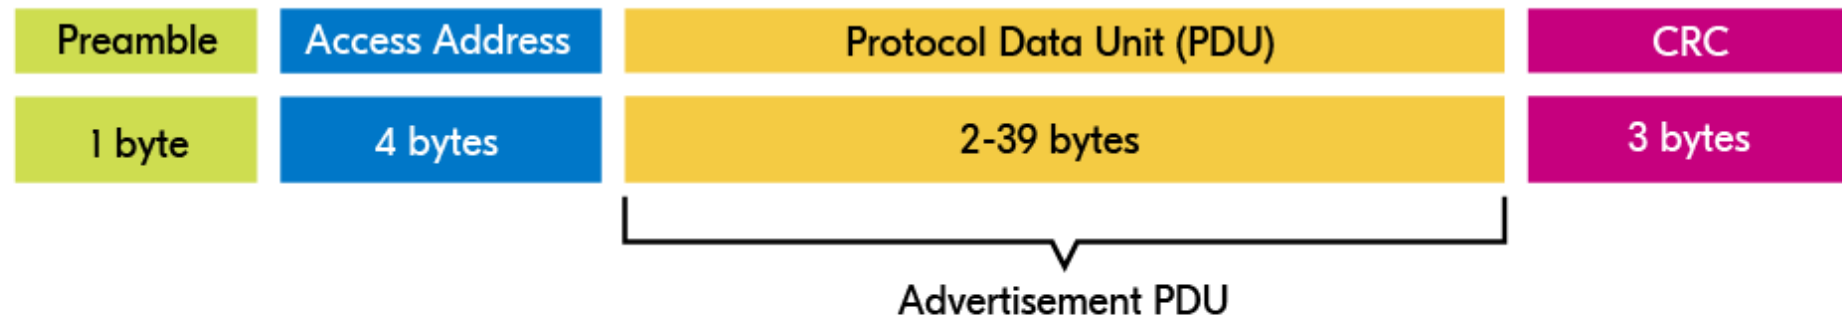 Preamble Access Address Protocol Data Unit (PDU) CRC
1 byte 4 bytes 2-39 bytes 3 bytes
Advertisement PDU